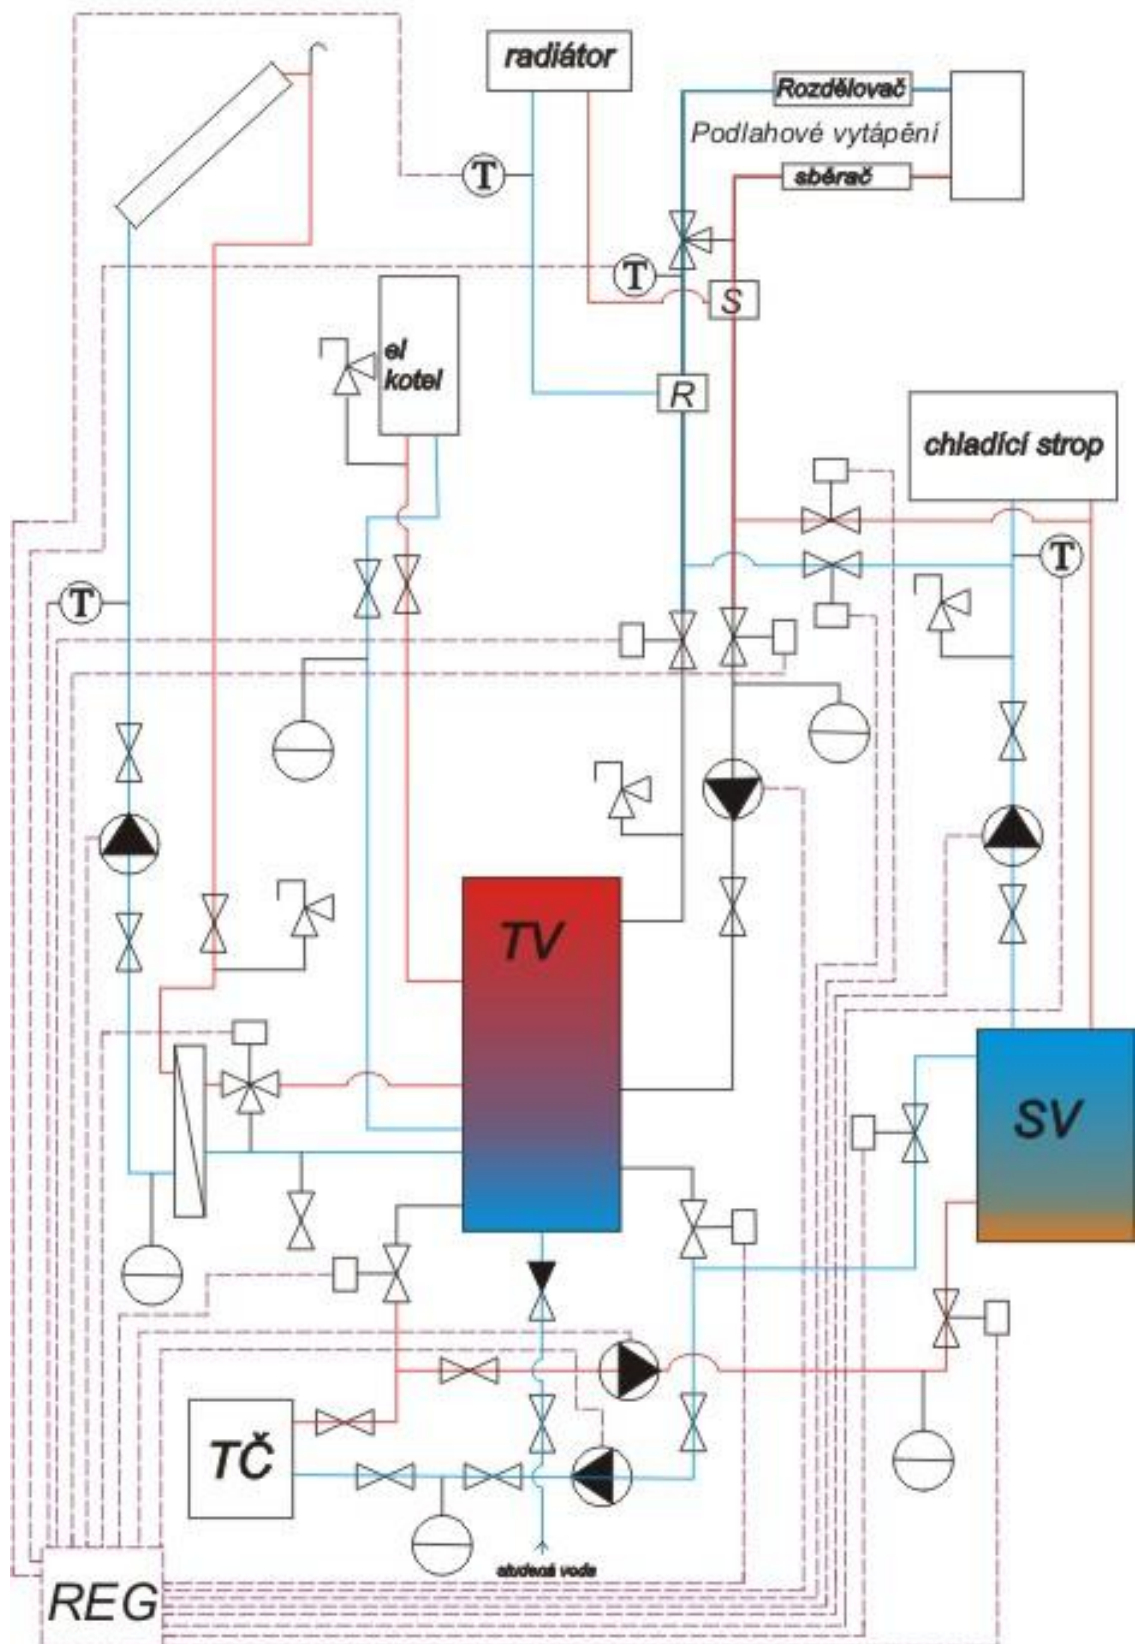 radiátor
Rozdělovač
Podlahové vytápění
sběrač
T
T
S
el
kotel
R
chladící strop
T
T
TV
SV
TČ
studená voda
REG